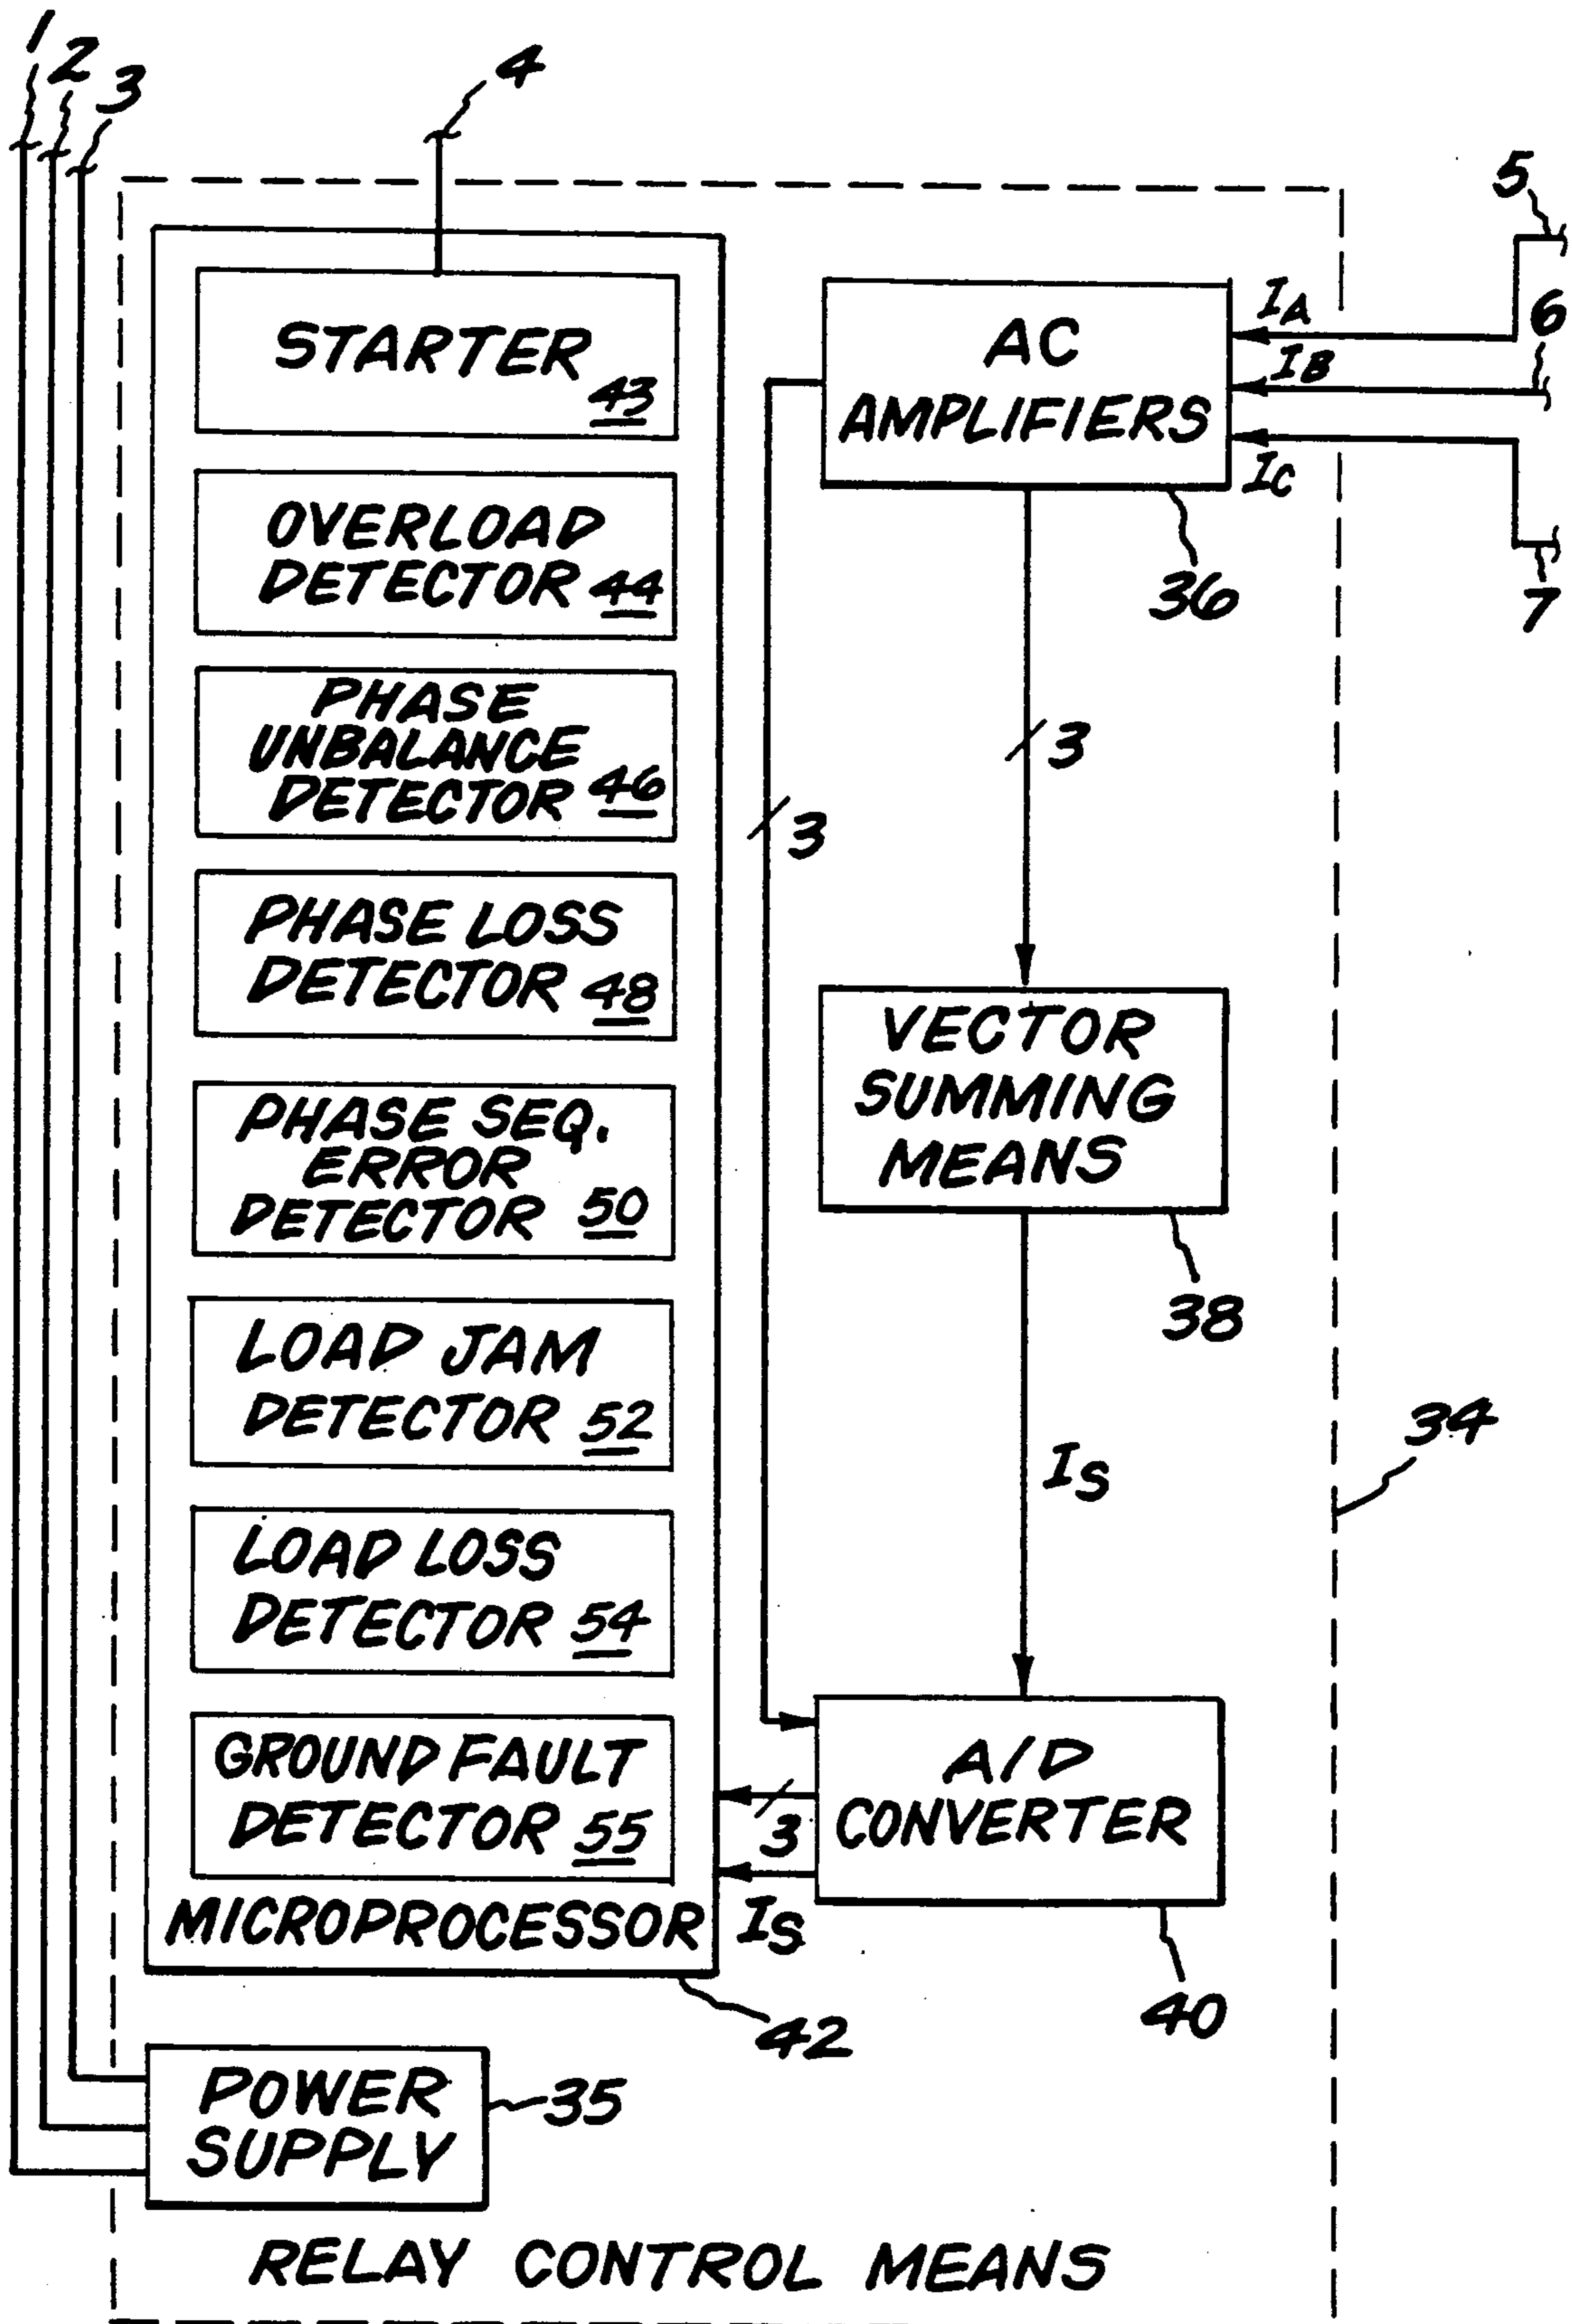 1
2
3
4
5
6
7
STARTER 43
OVERLOAD
DETECTOR 44
PHASE
UNBALANCE
DETECTOR 46
PHASE LOSS
DETECTOR 48
PHASE SEQ.
ERROR
DETECTOR 50
LOAD JAM
DETECTOR 52
LOAD LOSS
DETECTOR 54
GROUND FAULT
DETECTOR 55
MICROPROCESSOR
42
AC
AMPLIFIERS
IA
IB
IC
36
3
3
VECTOR
SUMMING
MEANS
38
IS
34
A/D
CONVERTER
3
IS
40
POWER
SUPPLY
35
RELAY CONTROL MEANS